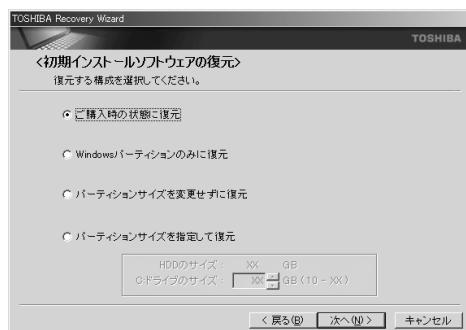 TOSHIBA Recovery Wizard
TOSHIBA
<初期インストールソフトウェアの復元>
復元する構成を選択してください。
ご購入時の状態に復元
Windowsパーティションのみに復元
パーティションサイズを変更せずに復元
パーティションサイズを指定して復元
HDDのサイズ： XX GB
C:ドライブのサイズ： XX GB (10 - XX)
< 戻る(B) 次へ(N) > キャンセル